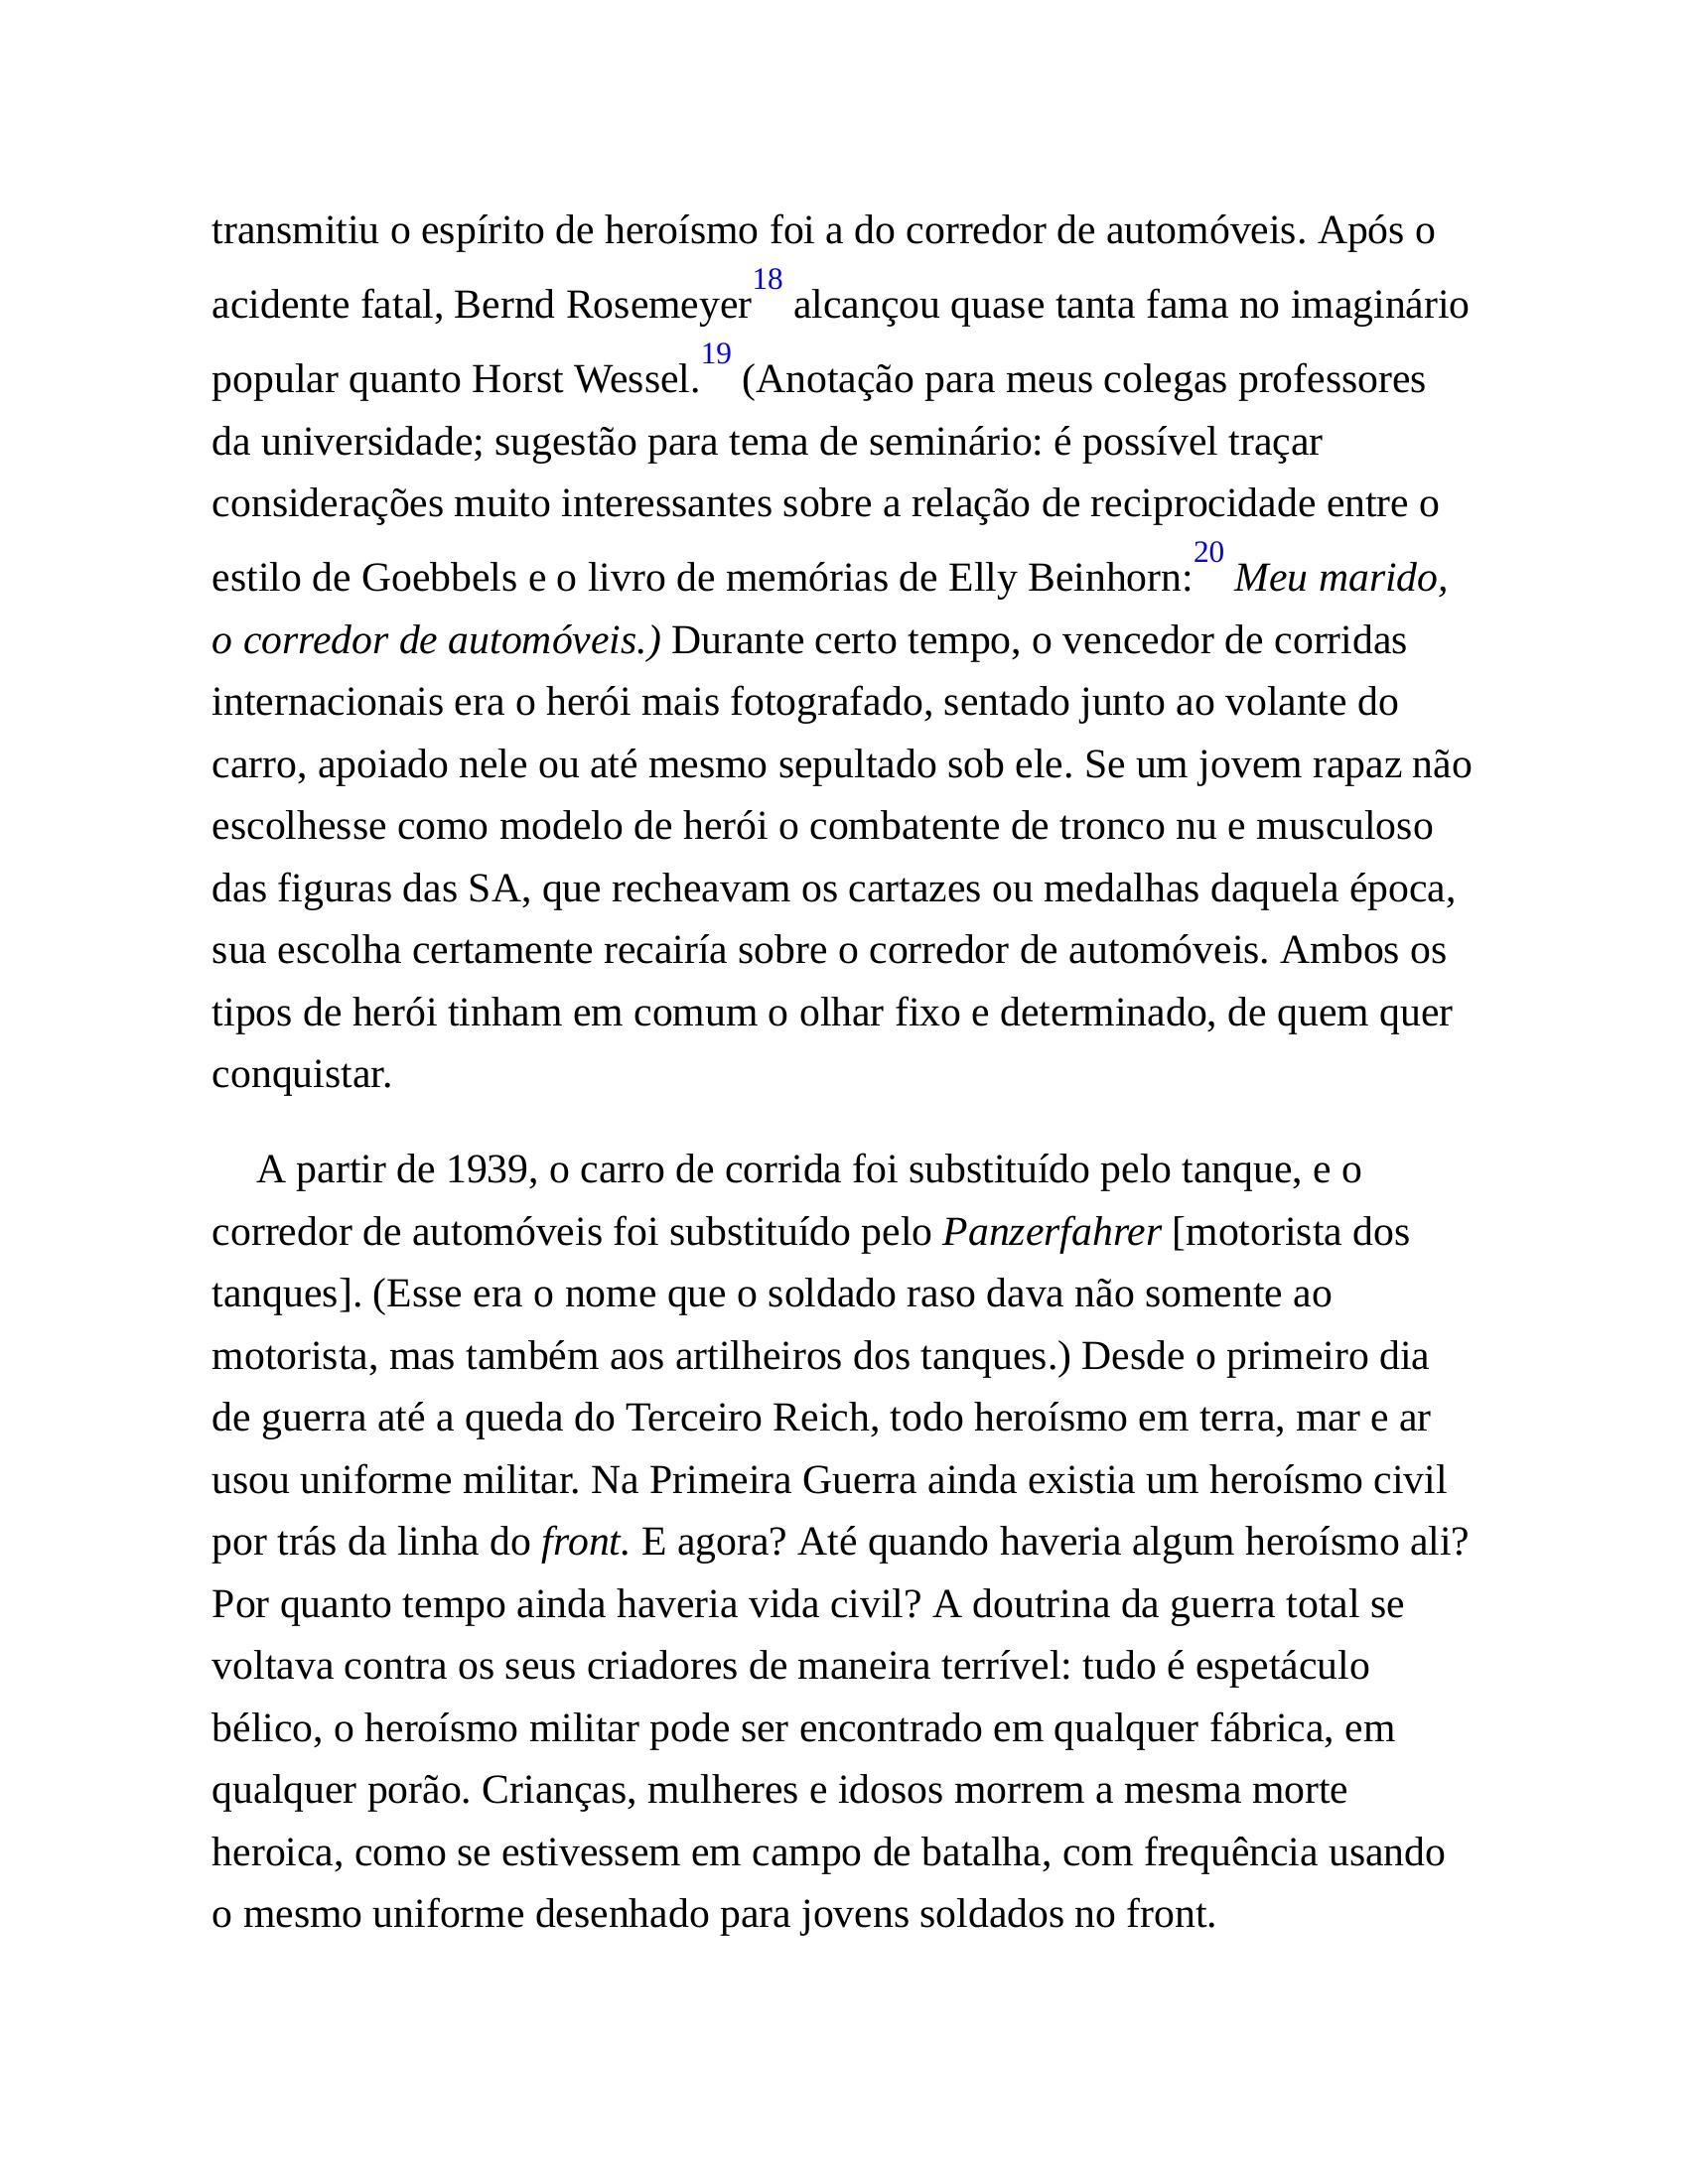 transmitiu o espírito de heroísmo foi a do corredor de automóveis. Após o
acidente fatal, Bernd Rosemeyer18 alcançou quase tanta fama no imaginário
popular quanto Horst Wessel.19 (Anotação para meus colegas professores
da universidade; sugestão para tema de seminário: é possível traçar
considerações muito interessantes sobre a relação de reciprocidade entre o
estilo de Goebbels e o livro de memórias de Elly Beinhorn:20 Meu marido,
o corredor de automóveis.) Durante certo tempo, o vencedor de corridas
internacionais era o herói mais fotografado, sentado junto ao volante do
carro, apoiado nele ou até mesmo sepultado sob ele. Se um jovem rapaz não
escolhesse como modelo de herói o combatente de tronco nu e musculoso
das figuras das SA, que recheavam os cartazes ou medalhas daquela época,
sua escolha certamente recairía sobre o corredor de automóveis. Ambos os
tipos de herói tinham em comum o olhar fixo e determinado, de quem quer
conquistar.
A partir de 1939, o carro de corrida foi substituído pelo tanque, e o
corredor de automóveis foi substituído pelo Panzerfahrer [motorista dos
tanques]. (Esse era o nome que o soldado raso dava não somente ao
motorista, mas também aos artilheiros dos tanques.) Desde o primeiro dia
de guerra até a queda do Terceiro Reich, todo heroísmo em terra, mar e ar
usou uniforme militar. Na Primeira Guerra ainda existia um heroísmo civil
por trás da linha do front. E agora? Até quando haveria algum heroísmo ali?
Por quanto tempo ainda haveria vida civil? A doutrina da guerra total se
voltava contra os seus criadores de maneira terrível: tudo é espetáculo
bélico, o heroísmo militar pode ser encontrado em qualquer fábrica, em
qualquer porão. Crianças, mulheres e idosos morrem a mesma morte
heroica, como se estivessem em campo de batalha, com frequência usando
o mesmo uniforme desenhado para jovens soldados no front.